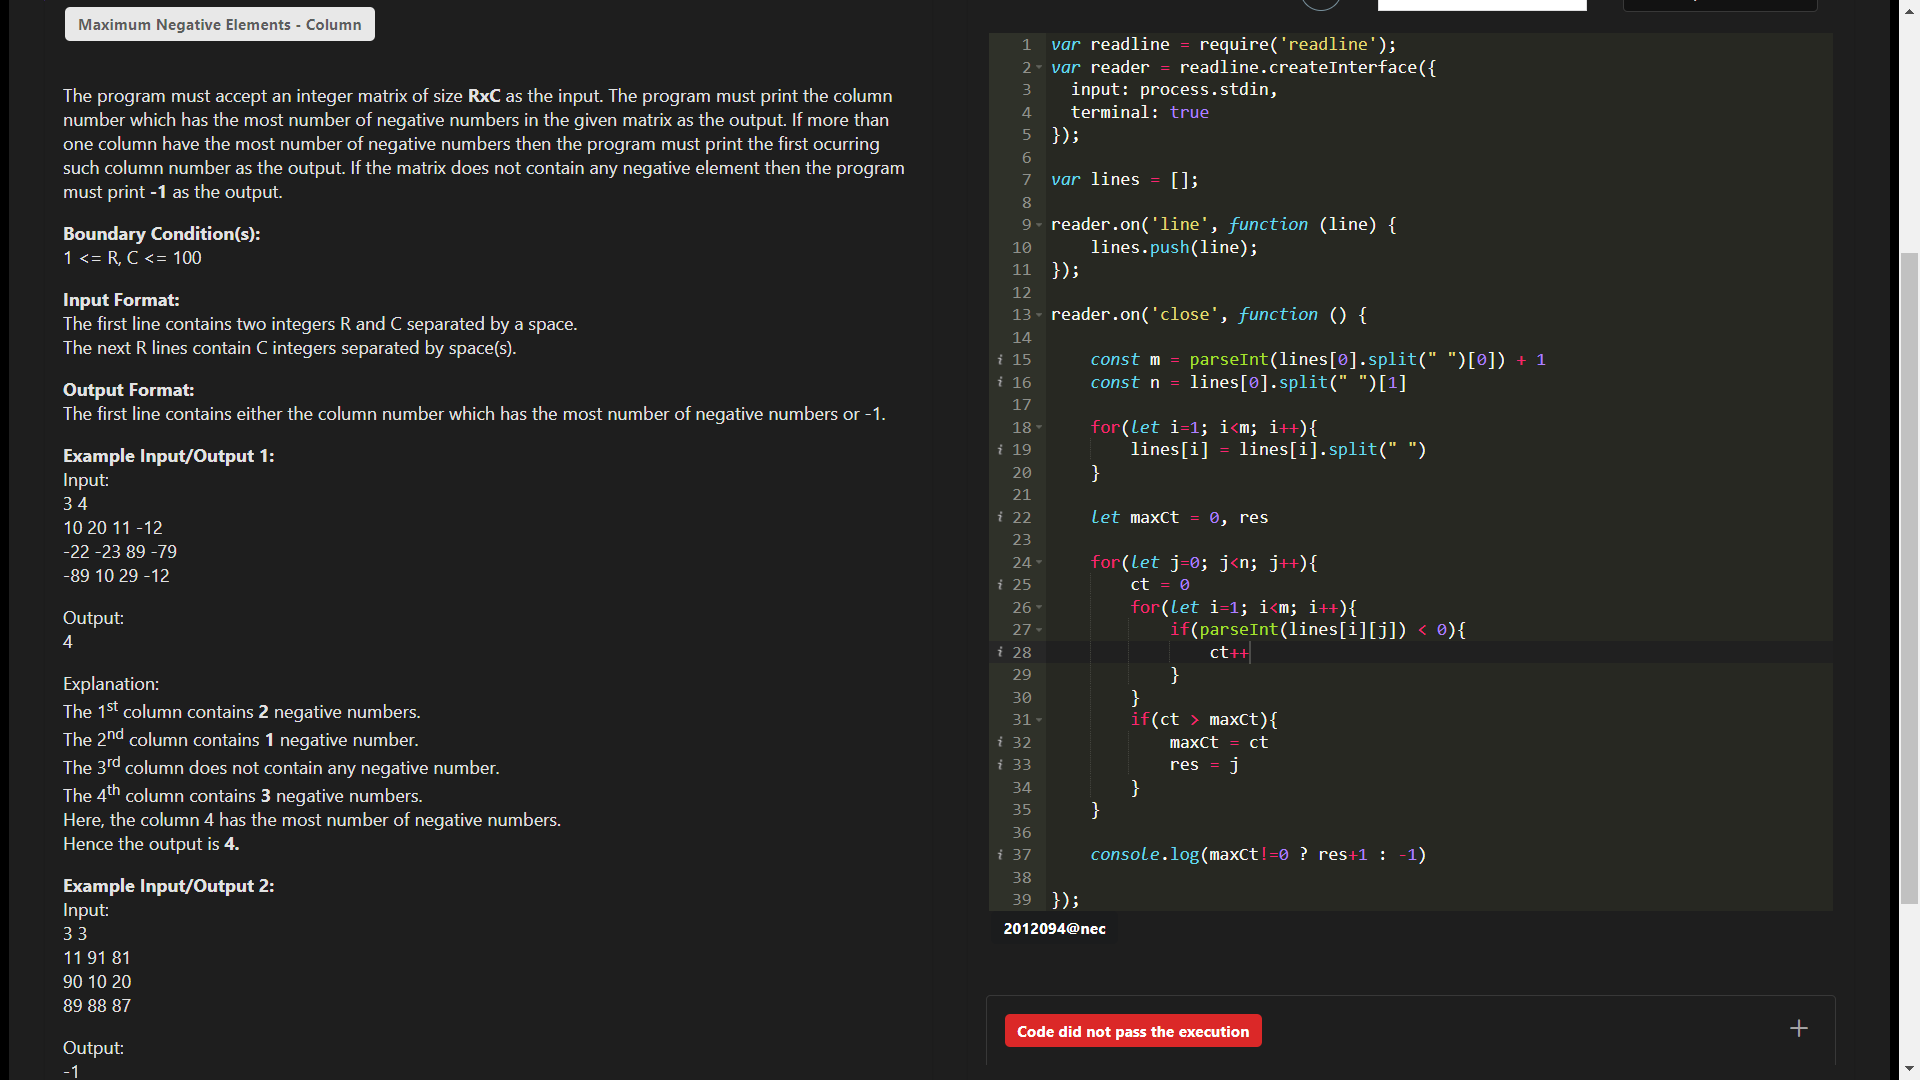 Maximum Negative Elements - Column
The program must accept an integer matrix of size RxC as the input. The program must print the column
number which has the most number of negative numbers in the given matrix as the output. If more than
one column have the most number of negative numbers then the program must print the first ocurring
such column number as the output. If the matrix does not contain any negative element then the program
must print -1 as the output.
Boundary Condition(s):
1 <= R, C <= 100
Input Format:
The first line contains two integers R and C separated by a space.
The next R lines contain C integers separated by space(s).
Output Format:
The first line contains either the column number which has the most number of negative numbers or -1.
Example Input/Output 1:
Input:
3 4
10 20 11 -12
-22 -23 89 -79
-89 10 29 -12
Output:
4
Explanation:
The 1st column contains 2 negative numbers.
The 2nd column contains 1 negative number.
The 3rd column does not contain any negative number.
The 4th column contains 3 negative numbers.
Here, the column 4 has the most number of negative numbers.
Hence the output is 4.
Example Input/Output 2:
Input:
3 3
11 91 81
90 10 20
89 88 87
Output:
-1
1 var readline = require('readline');
2 var reader = readline.createInterface({
3   input: process.stdin,
4   terminal: true
5 });
6
7 var lines = [];
8
9 reader.on('line', function (line) {
10     lines.push(line);
11 });
12
13 reader.on('close', function () {
14
i 15     const m = parseInt(lines[0].split(" ")[0]) + 1
i 16     const n = lines[0].split(" ")[1]
17
18     for(let i=1; i<m; i++){
i 19         lines[i] = lines[i].split(" ")
20     }
21
i 22     let maxCt = 0, res
23
24     for(let j=0; j<n; j++){
i 25         ct = 0
26         for(let i=1; i<m; i++){
27             if(parseInt(lines[i][j]) < 0){
i 28                 ct++
29             }
30         }
31         if(ct > maxCt){
i 32             maxCt = ct
i 33             res = j
34         }
35     }
36
i 37     console.log(maxCt!=0 ? res+1 : -1)
38
39 });
2012094@nec
Code did not pass the execution